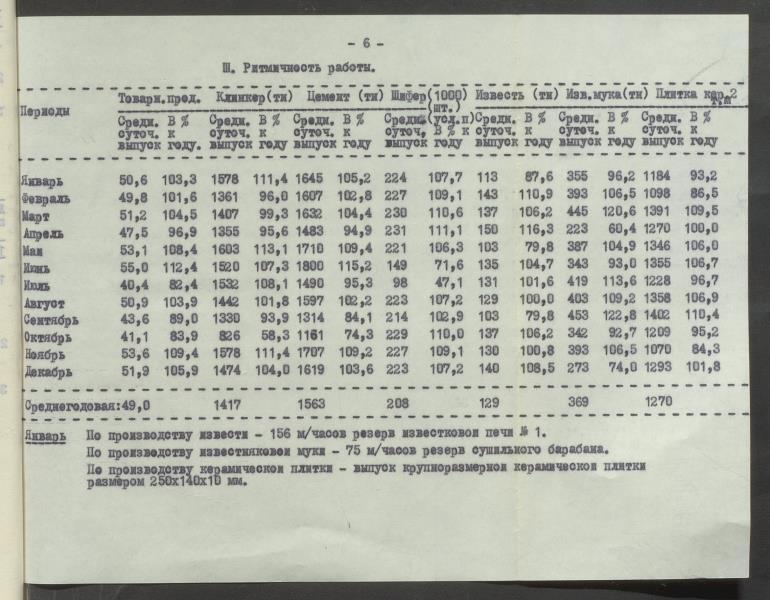 - 6 -
III. Ритмичность работы.
Периоды Товарн.прод. Клинкер(тн) Цемент (тн) Шифер(1000 шт.)(усл.п) Известь (тн) Изв.мука(тн) Плитка кер.
Средн. В % Средн. В % Средн. В % Средн. Средн. В % Средн. В % Средн. В %
суточ. к суточ. к суточ. к суточ. В % к суточ. к суточ. к суточ. к
выпуск году. выпуск году выпуск году выпуск году выпуск году выпуск году выпуск году
Январь 50,6 103,3 1578 111,4 1645 105,2 224 107,7 113 87,6 355 96,2 1184 93,2
Февраль 49,8 101,6 1361 96,0 1607 102,8 227 109,1 143 110,9 393 106,5 1098 86,5
Март 51,2 104,5 1407 99,3 1632 104,4 230 110,6 137 106,2 445 120,6 1391 109,5
Апрель 47,5 96,9 1355 95,6 1483 94,9 231 111,1 150 116,3 223 60,4 1270 100,0
Май 53,1 108,4 1603 113,1 1710 109,4 221 106,3 103 79,8 387 104,9 1346 106,0
Июнь 55,0 112,4 1520 107,3 1800 115,2 149 71,6 135 104,7 343 93,0 1355 106,7
Июль 40,4 82,4 1532 108,1 1490 95,3 98 47,1 131 101,6 419 113,6 1228 96,7
Август 50,9 103,9 1442 101,8 1597 102,2 223 107,2 129 100,0 403 109,2 1358 106,9
Сентябрь 43,6 89,0 1330 93,9 1314 84,1 214 102,9 103 79,8 453 122,8 1402 110,4
Октябрь 41,1 83,9 826 58,3 1161 74,3 229 110,0 137 106,2 342 92,7 1209 95,2
Ноябрь 53,6 109,4 1578 111,4 1707 109,2 227 109,1 130 100,8 393 106,5 1070 84,3
Декабрь 51,9 105,9 1474 104,0 1619 103,6 223 107,2 140 108,5 273 74,0 1293 101,8
Среднегодовая:49,0 1417 1563 208 129 369 1270
Январь По производству извести - 156 м/часов резерв известковой печи № 1.
По производству известняковой муки - 75 м/часов резерв сушильного барабана.
По производству керамической плитки - выпуск крупноразмерной керамической плитки
размером 250х140х10 мм.